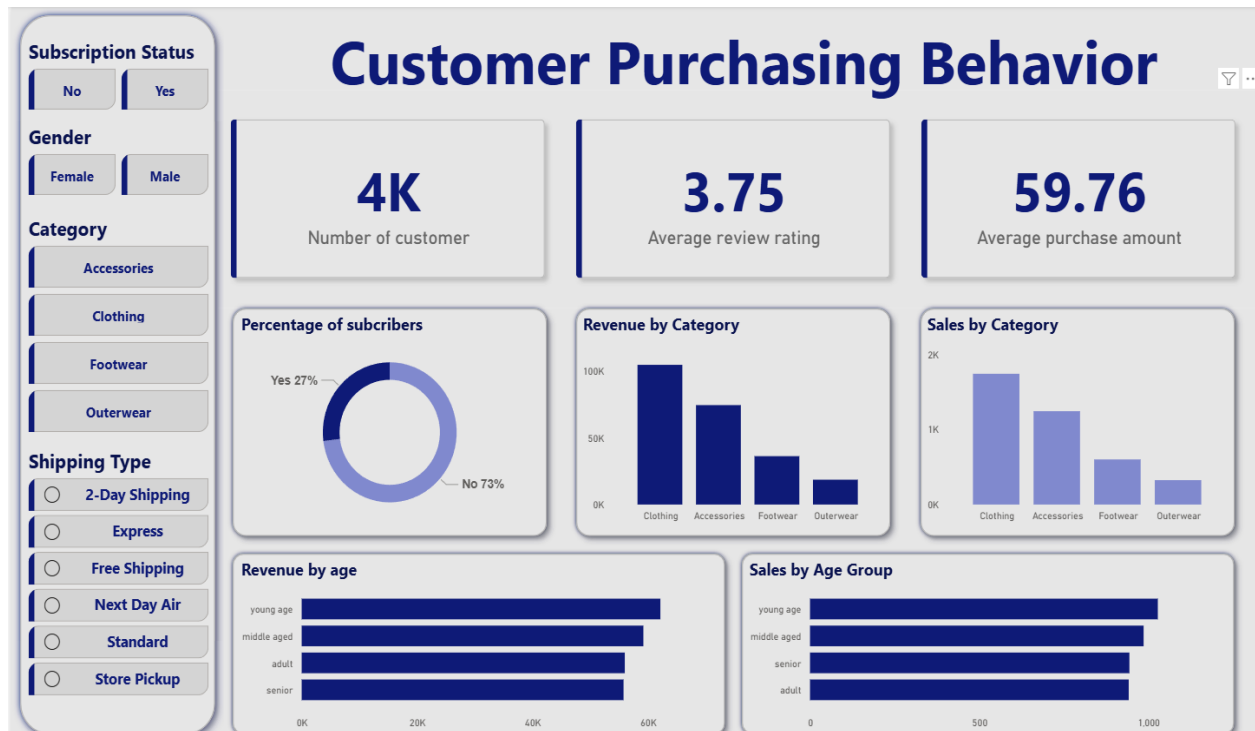 Customer Purchasing Behavior
Subscription Status
No
Yes
Gender
Female
Male
Category
Accessories
Clothing
Footwear
Outerwear
Shipping Type
2-Day Shipping
Express
Free Shipping
Next Day Air
Standard
Store Pickup
4K
Number of customer
3.75
Average review rating
59.76
Average purchase amount
Percentage of subcribers
Yes 27%
No 73%
Revenue by Category
100K
50K
0K
Clothing Accessories Footwear Outerwear
Sales by Category
2K
1K
0K
Clothing Accessories Footwear Outerwear
Revenue by age
young age
middle aged
adult
senior
0K 20K 40K 60K
Sales by Age Group
young age
middle aged
senior
adult
0 500 1,000